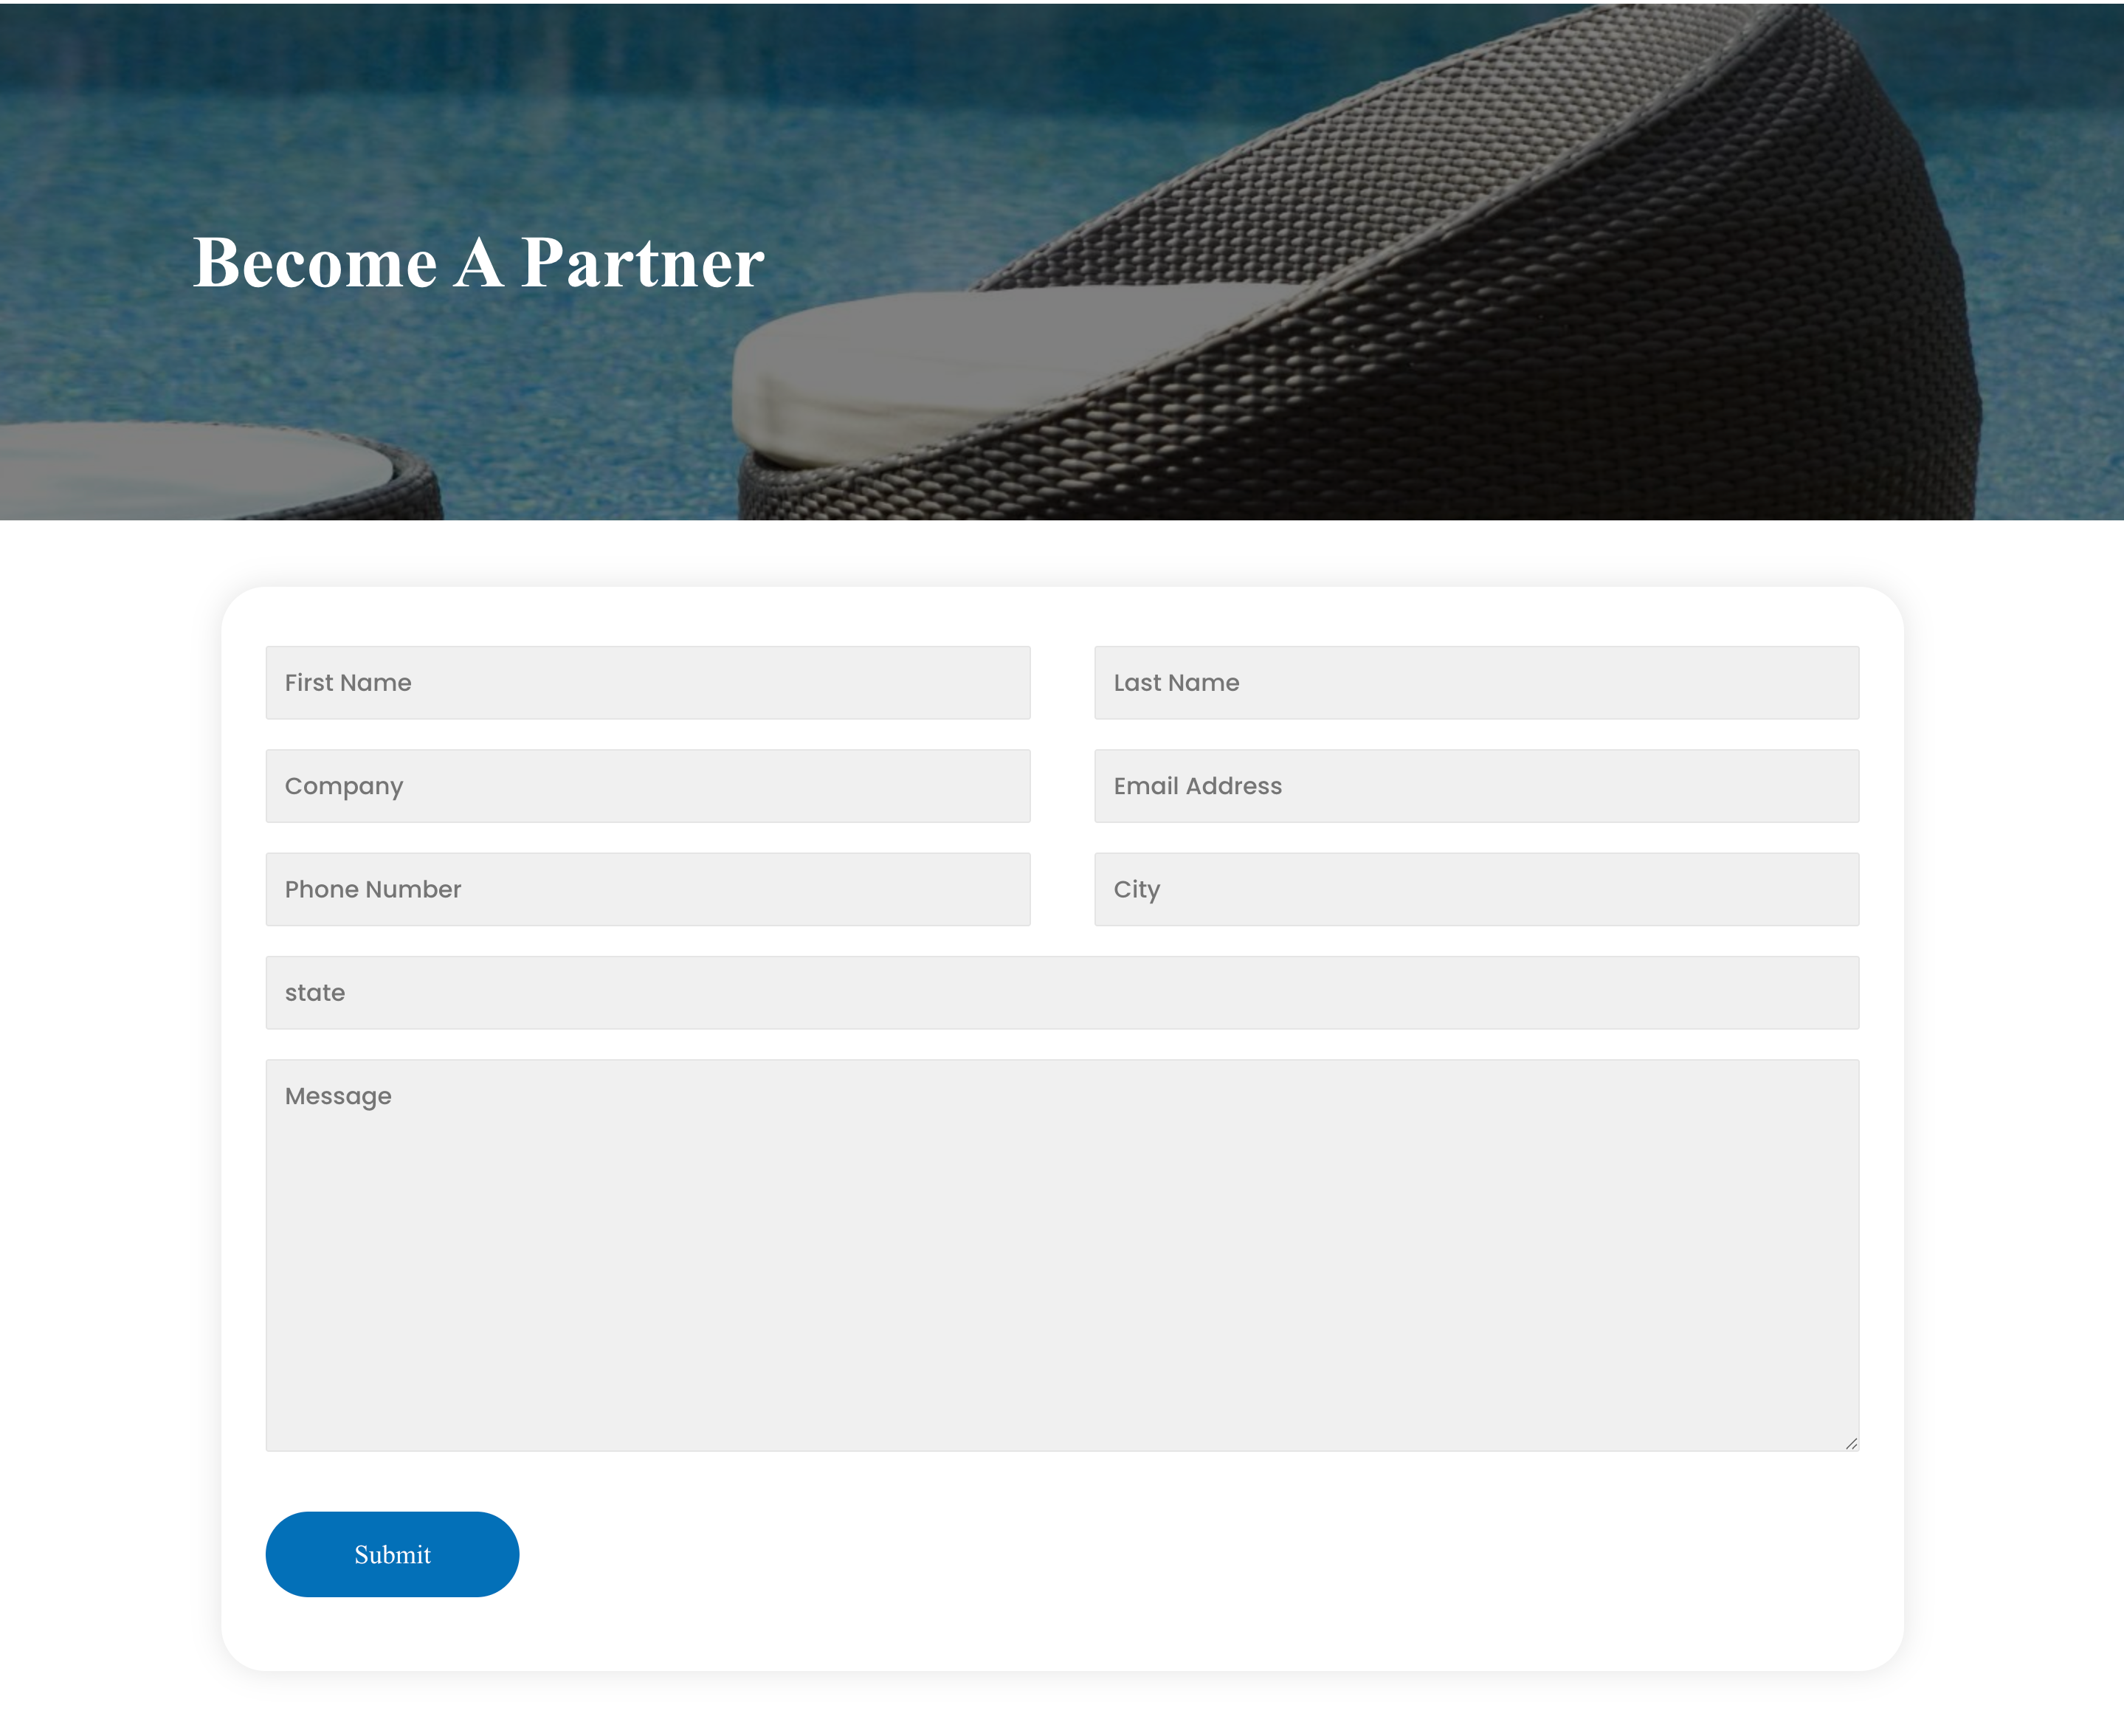 Become A Partner
First Name
Last Name
Company
Email Address
Phone Number
City
state
Message
Submit